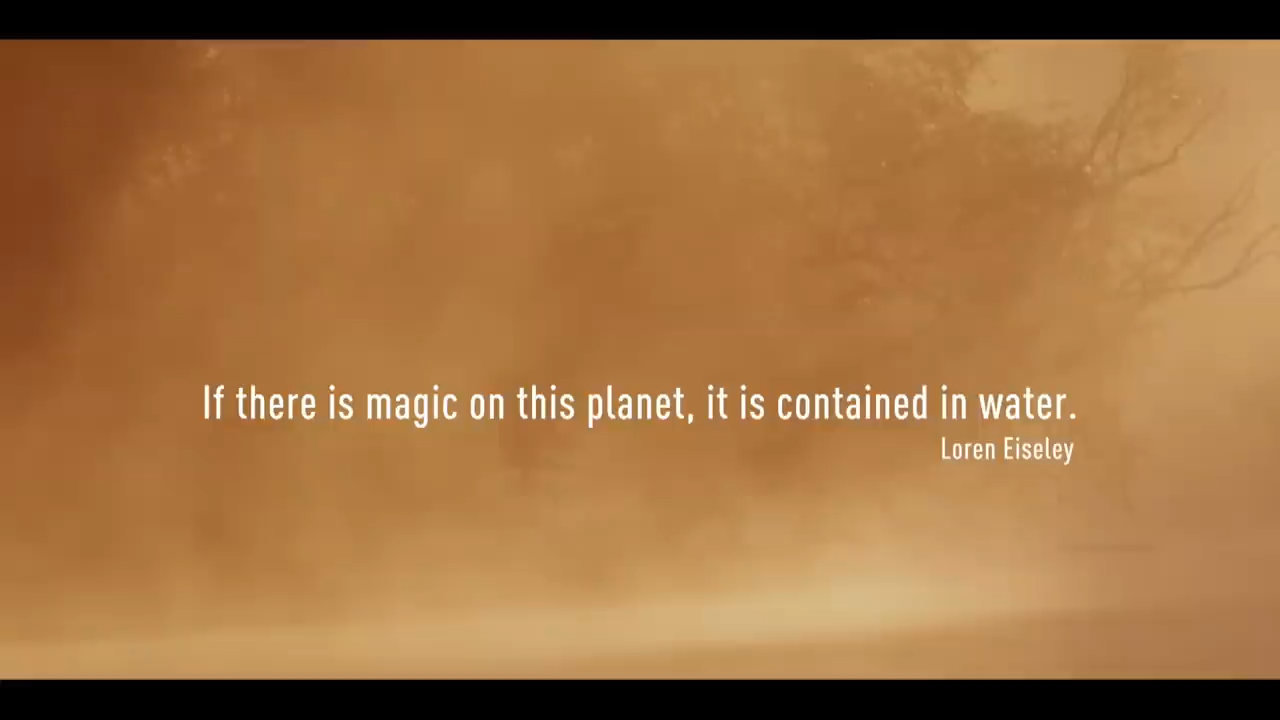 If there is magic on this planet, it is contained in water.
Loren Eiseley